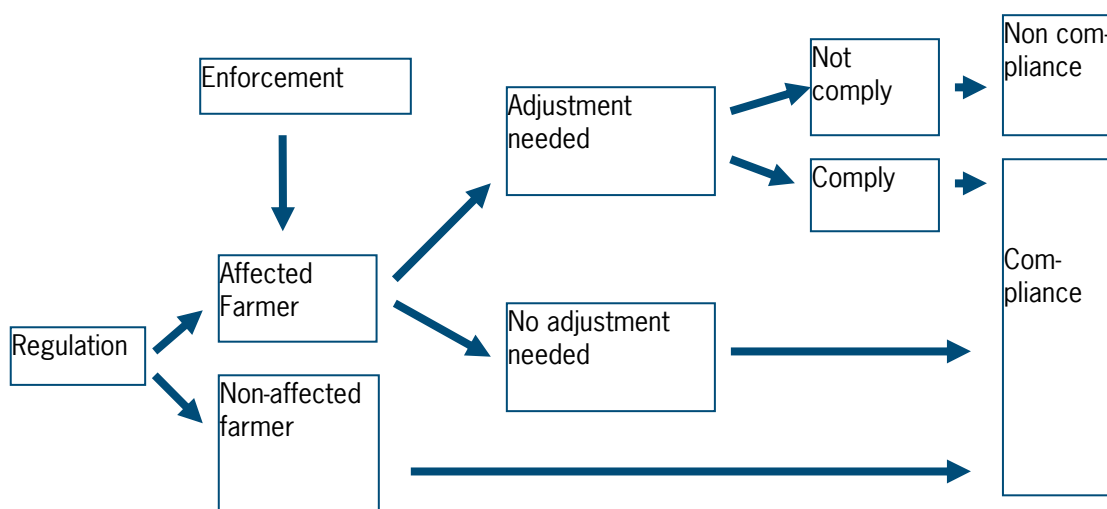 Enforcement
Adjustment
needed
Not
comply
Non com-
pliance
Comply
Affected
Farmer
Com-
pliance
Regulation
No adjustment
needed
Non-affected
farmer